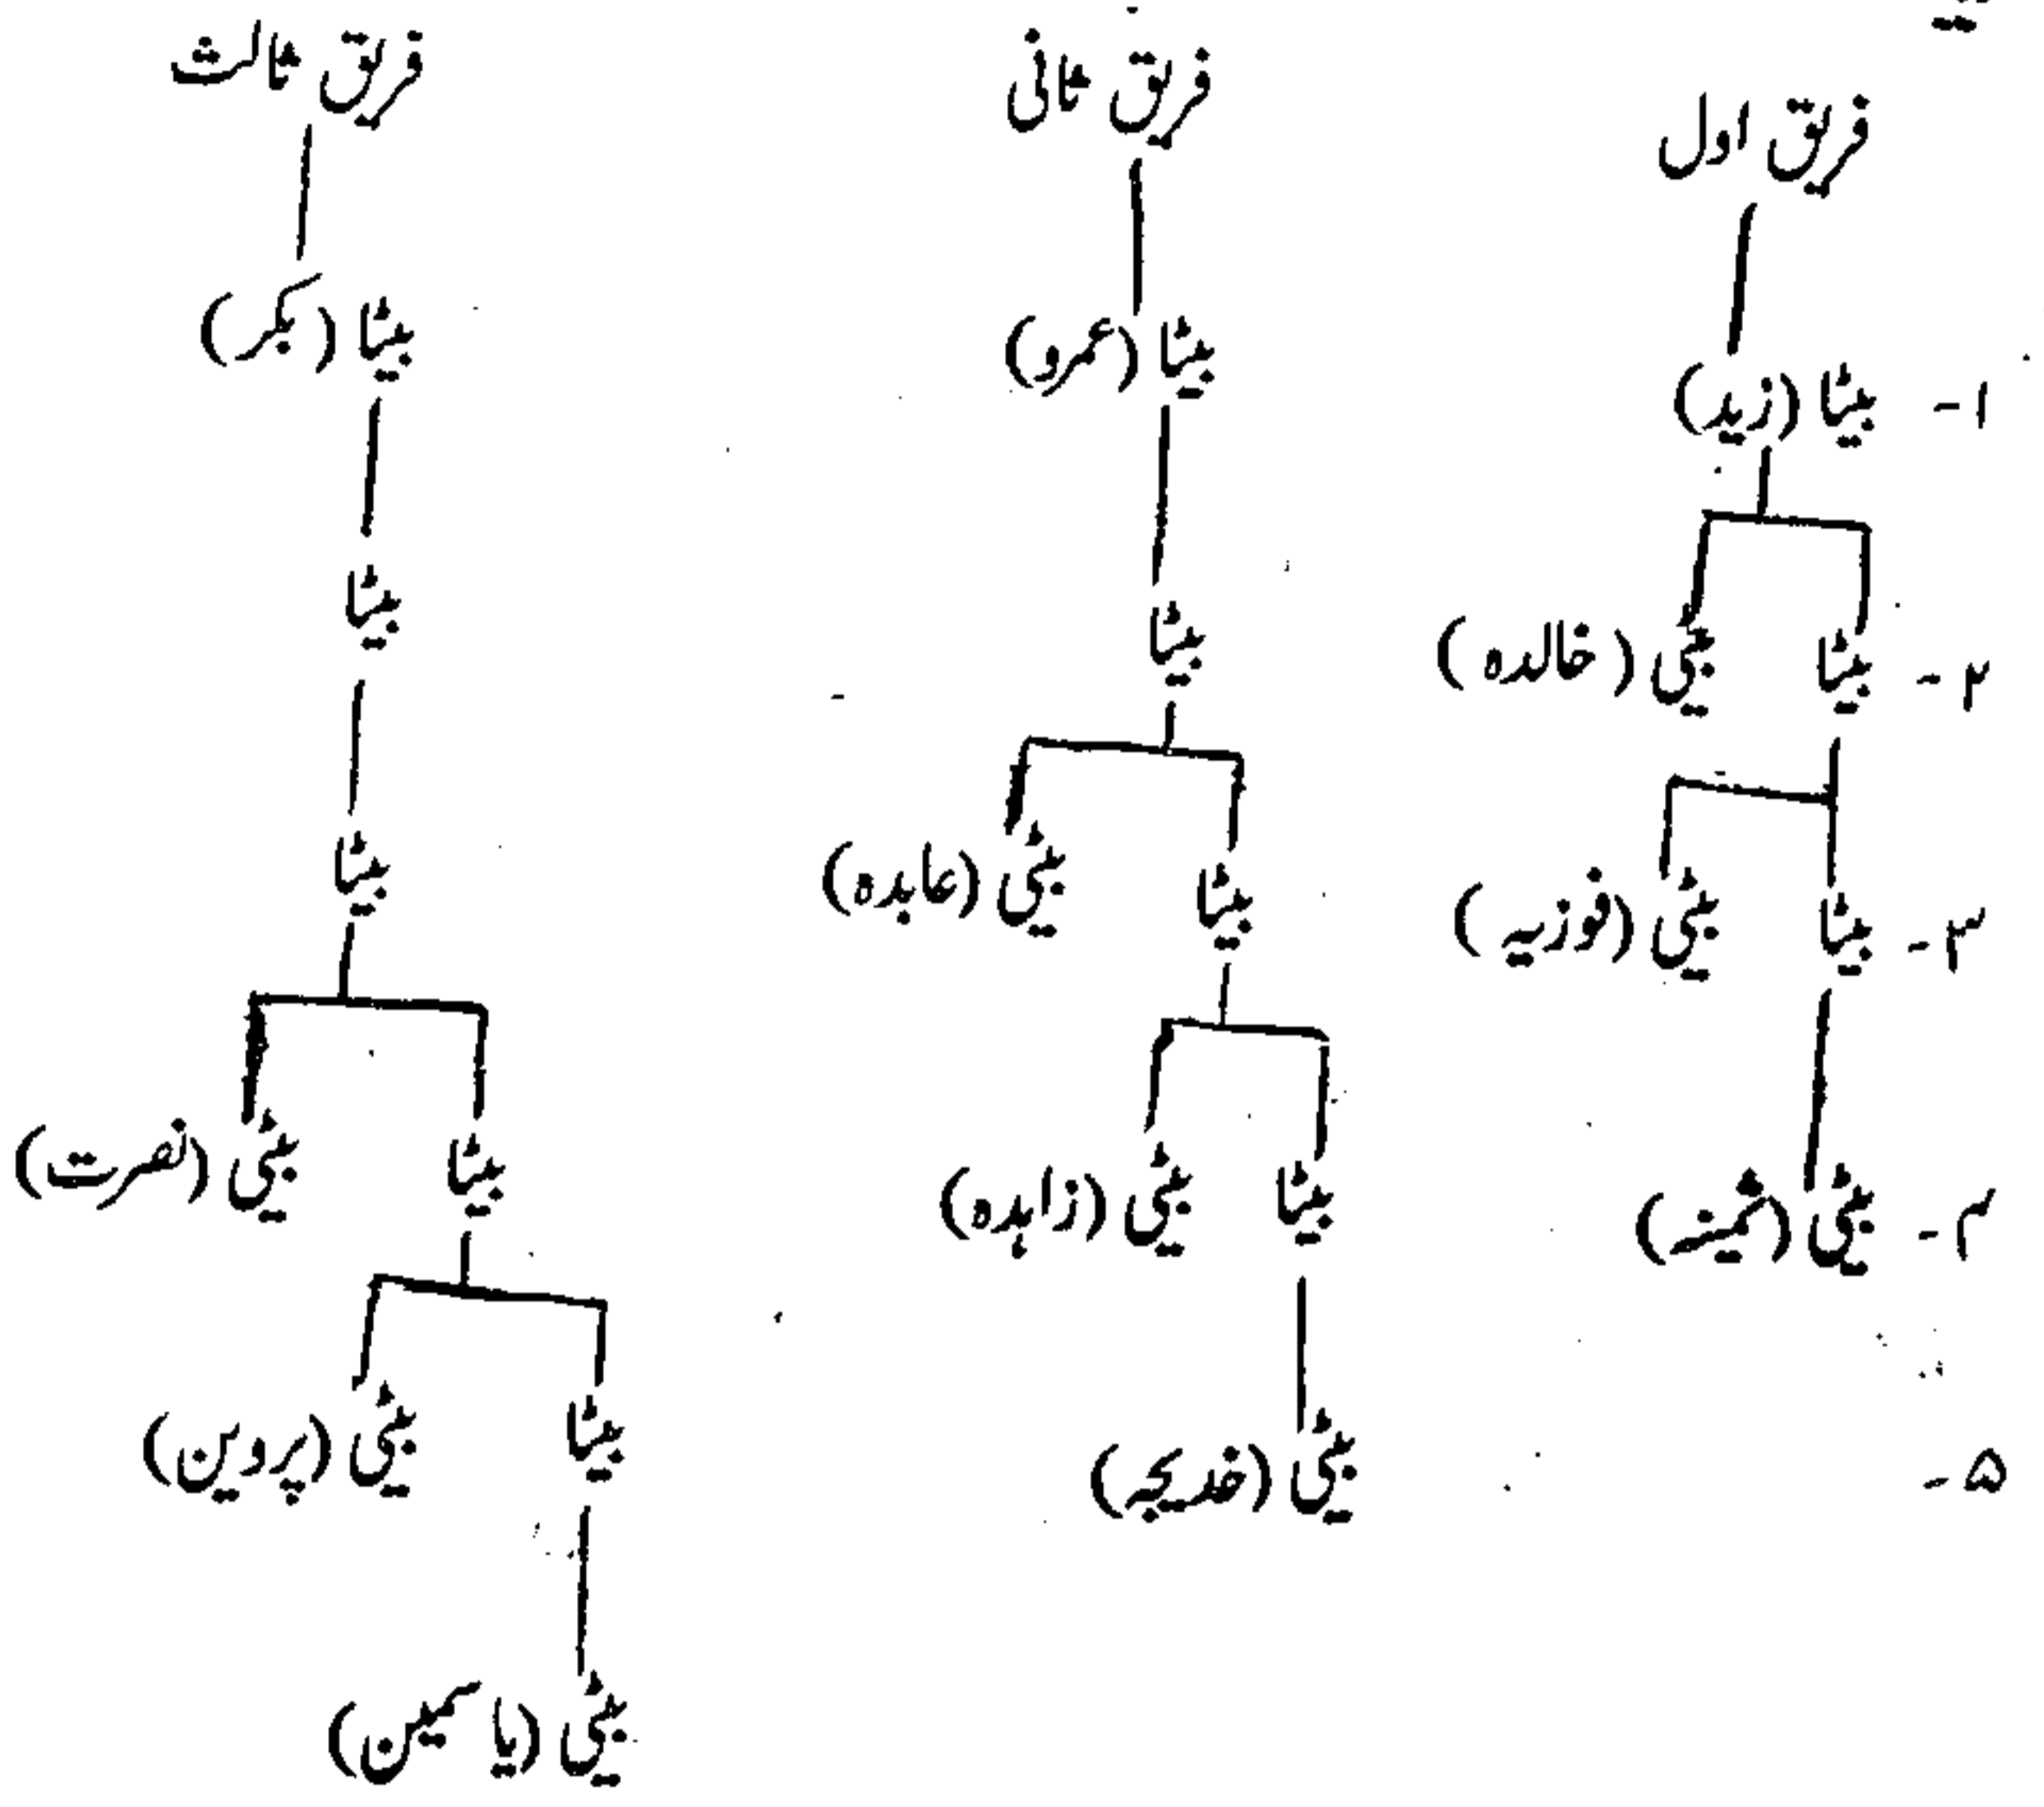 فریق اول فریق ثانی فریق ثالث
۱- بیٹا (زید) بیٹا (عمرو) بیٹا (بکر)
۲- بیٹا بیٹی (خالدہ) بیٹا بیٹا
۳- بیٹا بیٹی (فوزیہ) بیٹا بیٹی (عابدہ) بیٹا
۴- بیٹی (ثمینہ) بیٹا بیٹی (زاہدہ) بیٹا بیٹی (نصرت)
۵- بیٹی (خدیجہ) بیٹا بیٹی (پروین)
بیٹی (یاسمین)